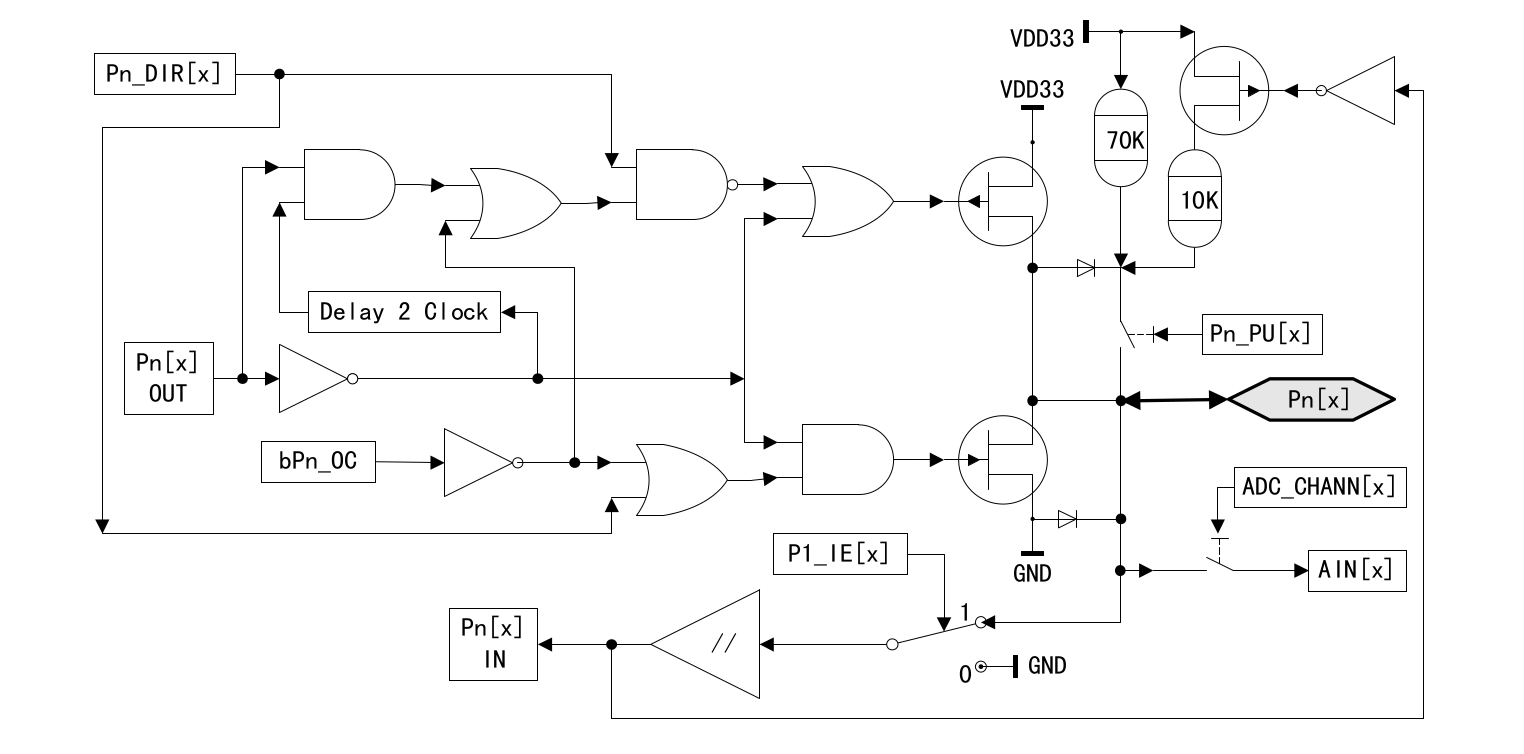 VDD33
Pn_DIR[x]
VDD33
70K
10K
Delay 2 Clock
Pn_PU[x]
Pn[x]
OUT
Pn[x]
bPn_OC
ADC_CHANN[x]
P1_IE[x]
GND
AIN[x]
1
Pn[x]
IN
//
0
GND